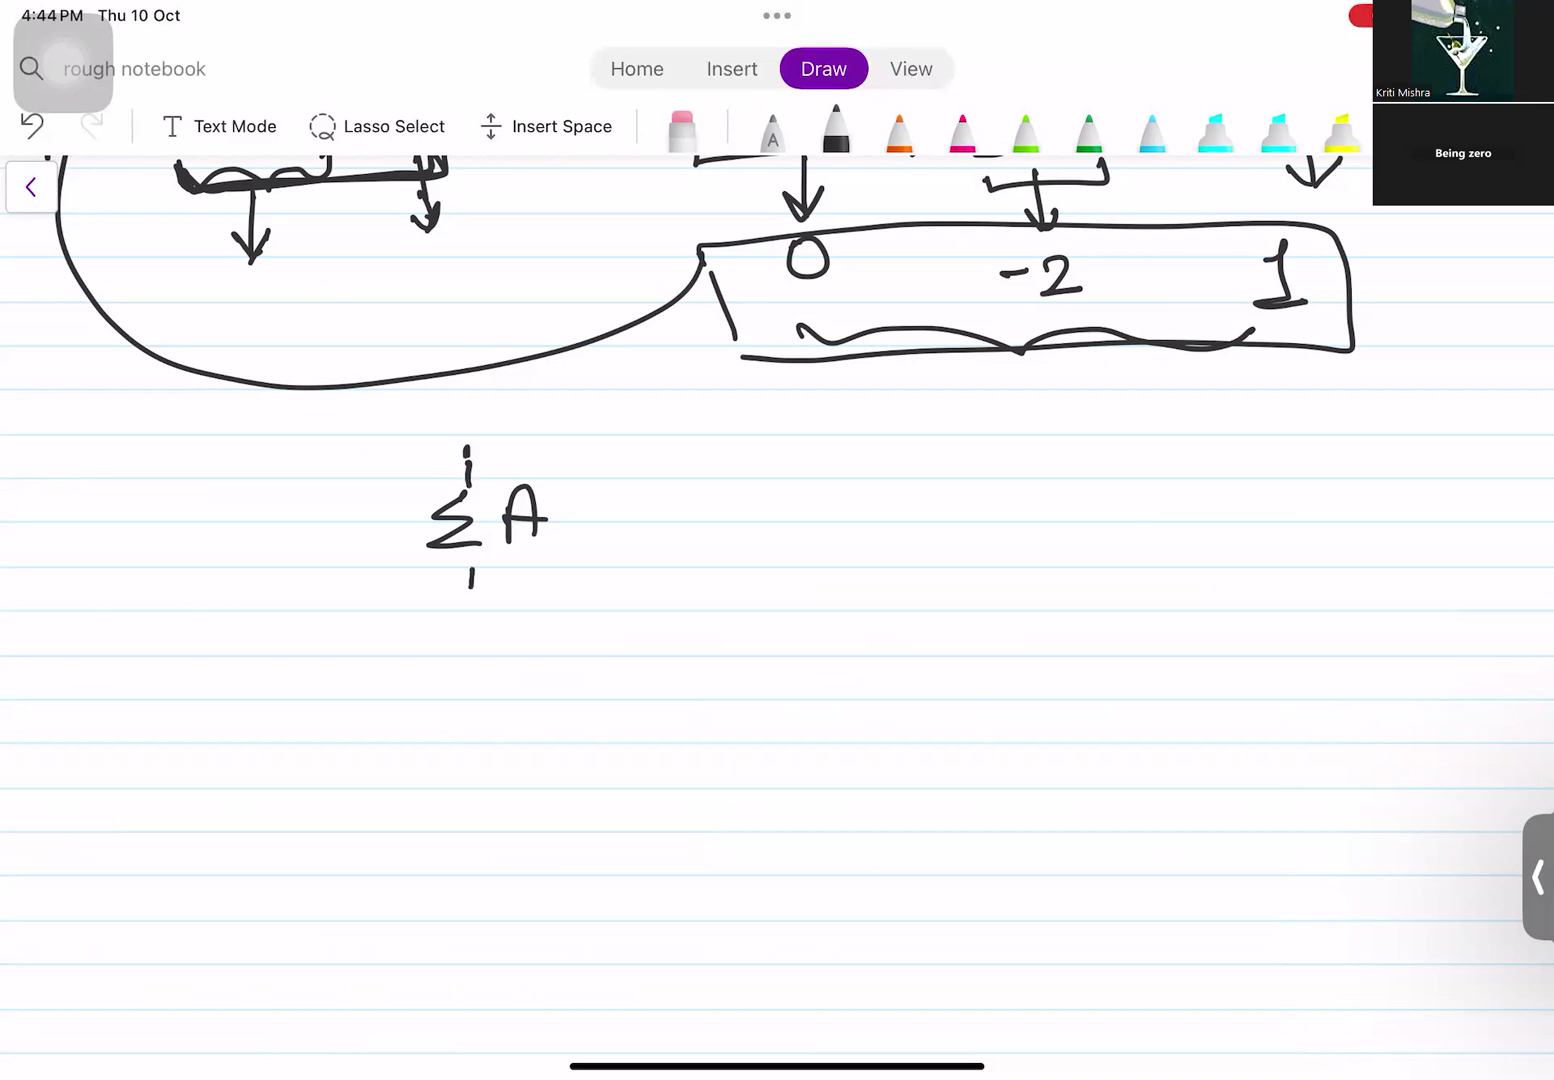 4:44 PM Thu 10 Oct
rough notebook
Home Insert Draw View
Text Mode Lasso Select Insert Space
A
Kriti Mishra
Being zero
0 -2 1
i
Σ A
1